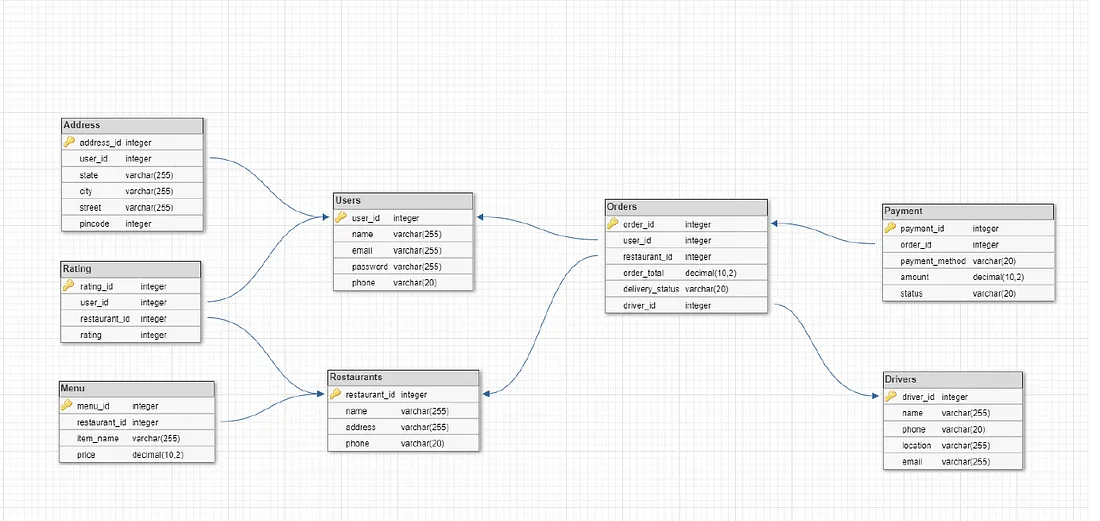 Address
address_id integer
user_id integer
state varchar(255)
city varchar(255)
street varchar(255)
pincode integer
Rating
rating_id integer
user_id integer
restaurant_id integer
rating integer
Menu
menu_id integer
restaurant_id integer
item_name varchar(255)
price decimal(10,2)
Users
user_id integer
name varchar(255)
email varchar(255)
password varchar(255)
phone varchar(20)
Rostaurants
restaurant_id integer
name varchar(255)
address varchar(255)
phone varchar(20)
Orders
order_id integer
user_id integer
restaurant_id integer
order_total decimal(10,2)
delivery_status varchar(20)
driver_id integer
Payment
payment_id integer
order_id integer
payment_method varchar(20)
amount decimal(10,2)
status varchar(20)
Drivers
driver_id integer
name varchar(255)
phone varchar(20)
location varchar(255)
email varchar(255)